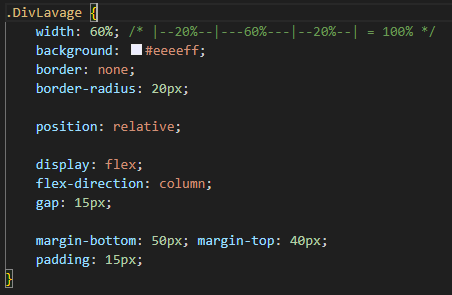 .DivLavage {
width: 60%; /* |--20%--|---60%---|--20%--| = 100% */
background: #eeeeff;
border: none;
border-radius: 20px;
position: relative;
display: flex;
flex-direction: column;
gap: 15px;
margin-bottom: 50px; margin-top: 40px;
padding: 15px;
}